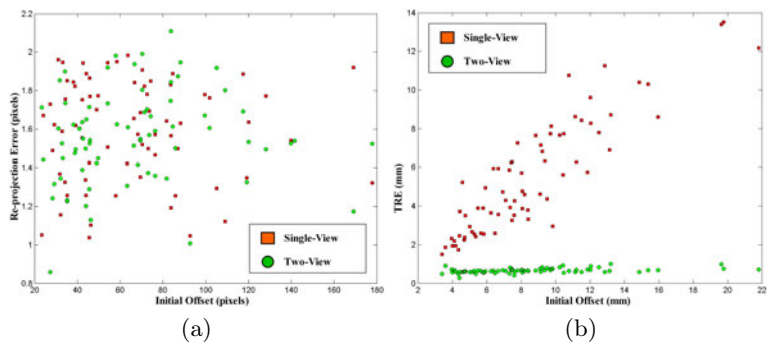 2.2
2
1.8
1.6
1.4
1.2
1
0.8
20 40 60 80 100 120 140 160 180
Re-projection Error (pixels)
Initial Offset (pixels)
Single-View
Two-View
(a)
14
12
10
8
6
4
2
0
2 4 6 8 10 12 14 16 18 20 22
TRE (mm)
Initial Offset (mm)
Single-View
Two-View
(b)